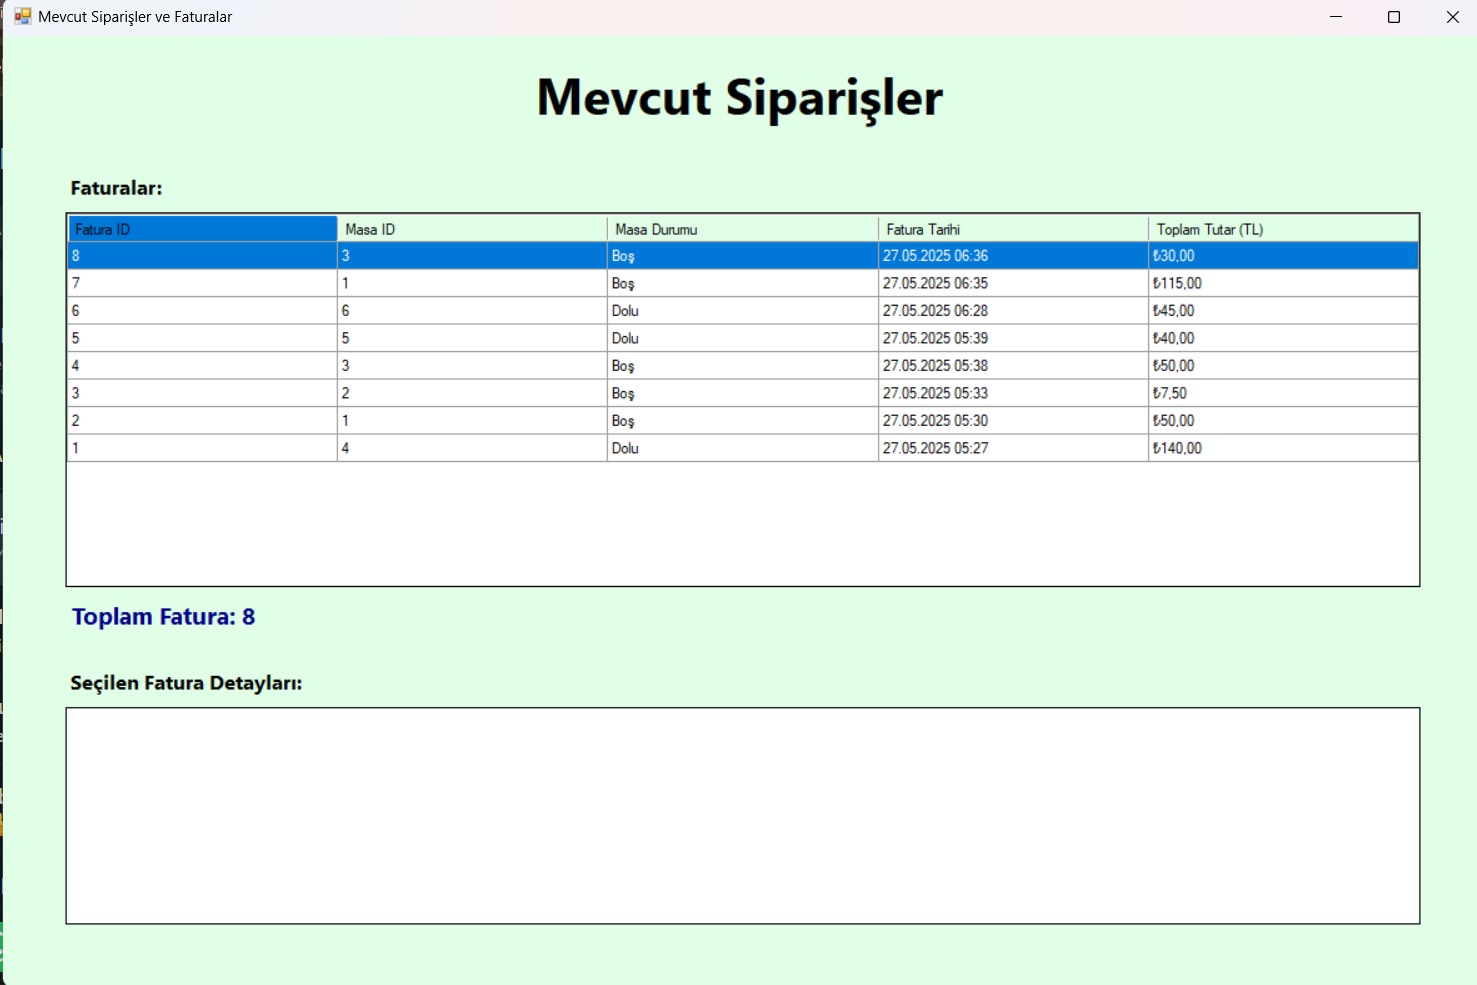 Mevcut Siparişler ve Faturalar
Mevcut Siparişler
Faturalar:
Fatura ID Masa ID Masa Durumu Fatura Tarihi Toplam Tutar (TL)
8 3 Boş 27.05.2025 06:36 ₺30,00
7 1 Boş 27.05.2025 06:35 ₺115,00
6 6 Dolu 27.05.2025 06:28 ₺45,00
5 5 Dolu 27.05.2025 05:39 ₺40,00
4 3 Boş 27.05.2025 05:38 ₺50,00
3 2 Boş 27.05.2025 05:33 ₺7,50
2 1 Boş 27.05.2025 05:30 ₺50,00
1 4 Dolu 27.05.2025 05:27 ₺140,00
Toplam Fatura: 8
Seçilen Fatura Detayları: